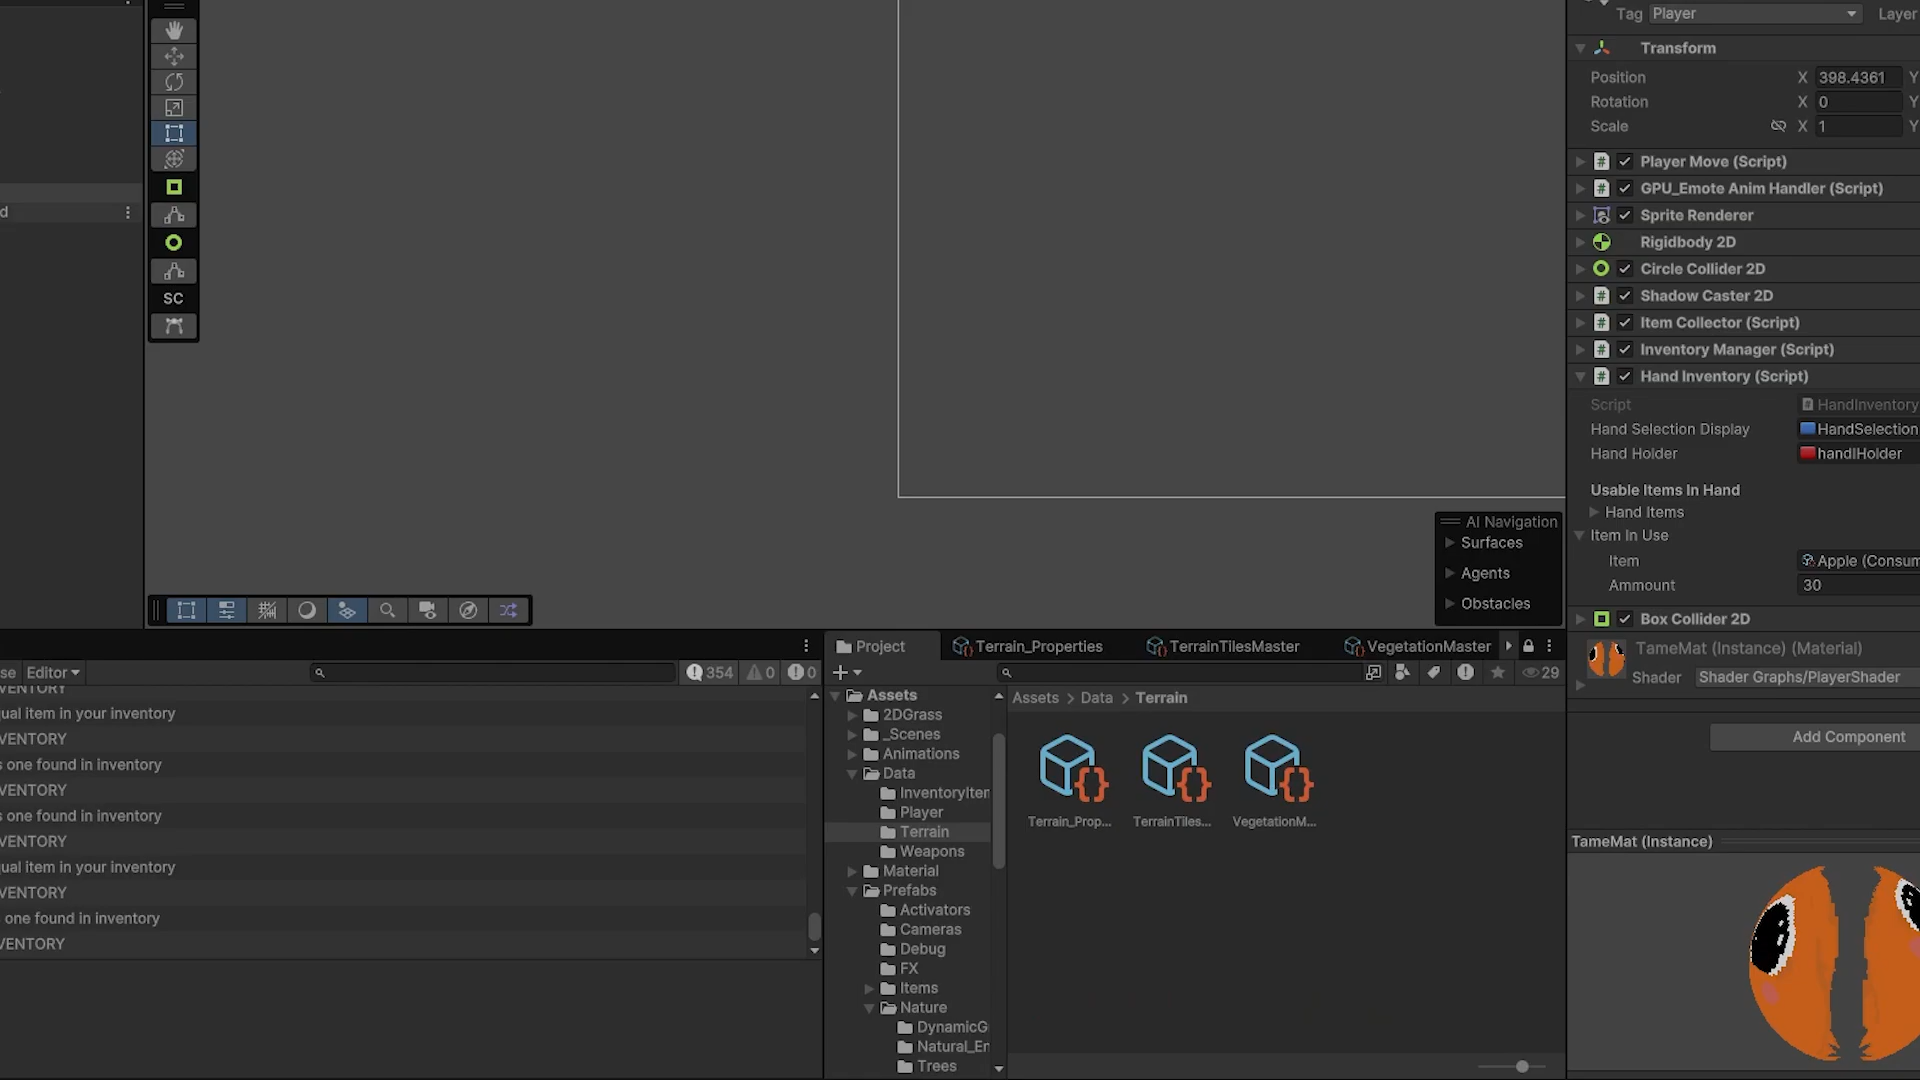 Tag Player Layer
Transform
Position X 398.4361 Y
Rotation X 0 Y
Scale X 1 Y
Player Move (Script)
GPU_Emote Anim Handler (Script)
Sprite Renderer
Rigidbody 2D
Circle Collider 2D
Shadow Caster 2D
Item Collector (Script)
Inventory Manager (Script)
Hand Inventory (Script)
Script HandInventory
Hand Selection Display HandSelection
Hand Holder handIHolder
Usable Items In Hand
Hand Items
Item In Use
Item Apple (Consum
Ammount 30
Box Collider 2D
TameMat (Instance) (Material)
Shader Shader Graphs/PlayerShader
Add Component
TameMat (Instance)
d
SC
AI Navigation
Surfaces
Agents
Obstacles
se Editor 354 0 0
VENTORY
qual item in your inventory
VENTORY
s one found in inventory
VENTORY
s one found in inventory
VENTORY
qual item in your inventory
VENTORY
one found in inventory
VENTORY
Project Terrain_Properties TerrainTilesMaster VegetationMaster
29
Assets
2DGrass
_Scenes
Animations
Data
InventoryIten
Player
Terrain
Weapons
Material
Prefabs
Activators
Cameras
Debug
FX
Items
Nature
DynamicG
Natural_En
Trees
Assets > Data > Terrain
Terrain_Prop... TerrainTiles... VegetationM...